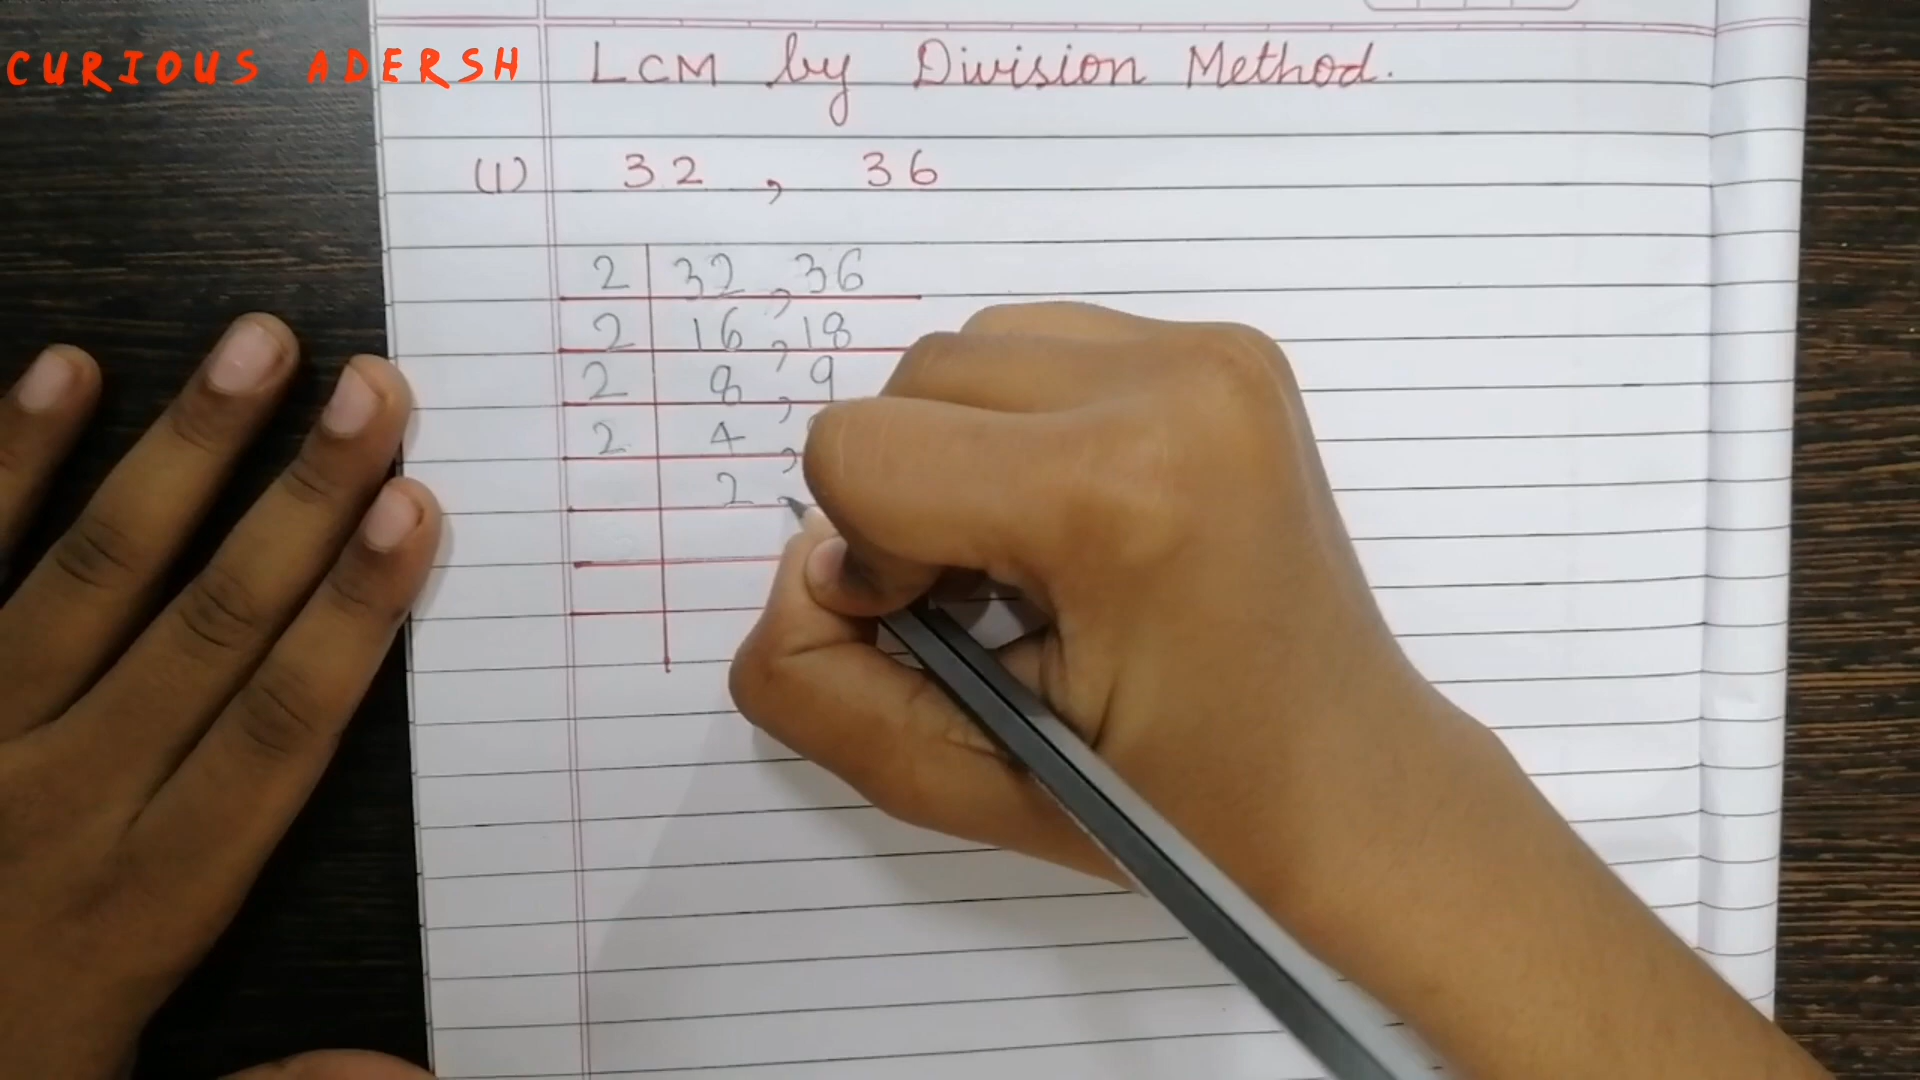 CURIOUS ADERSH
LCM by Division Method.
(1) 32 , 36
2 32 , 36
2 16 , 18
2 8 , 9
2 4 ,
2 ,